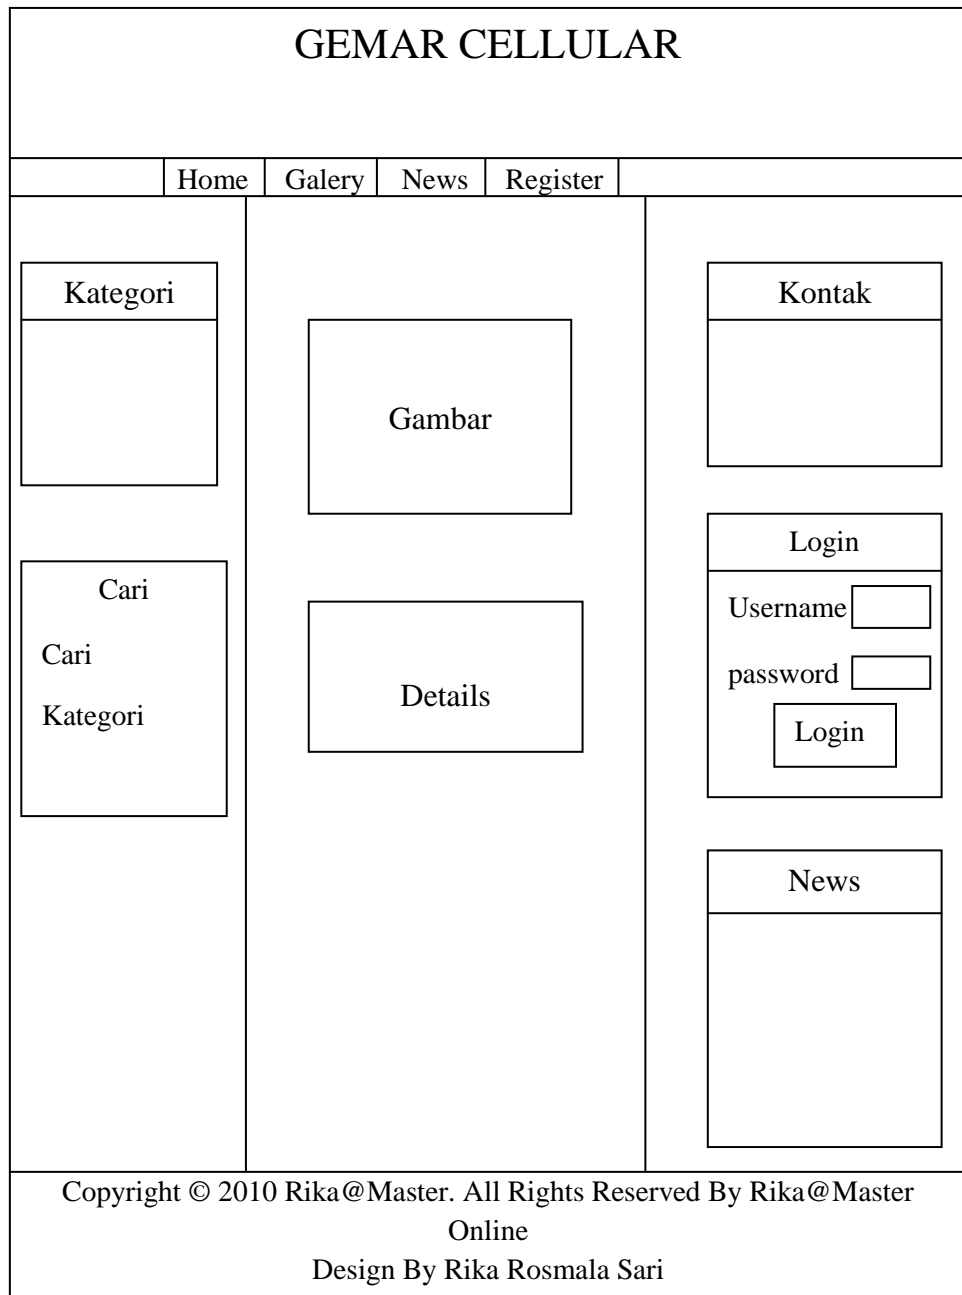 GEMAR CELLULAR
Home Galery News Register
Kategori
Cari
Cari
Kategori
Gambar
Details
Kontak
Login
Username
password
Login
News
Copyright © 2010 Rika@Master. All Rights Reserved By Rika@Master
Online
Design By Rika Rosmala Sari